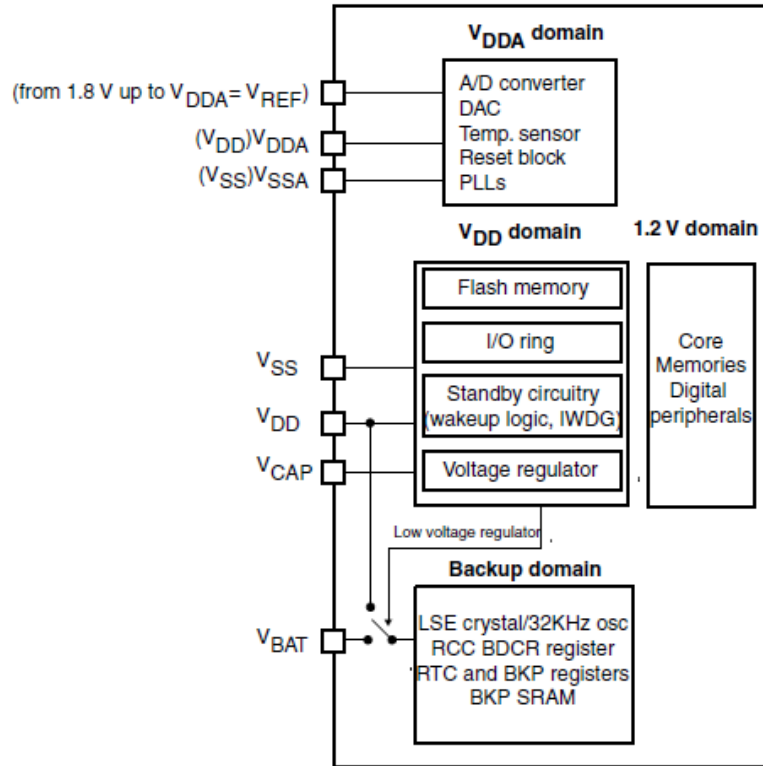 V_DDA domain
(from 1.8 V up to V_DDA= V_REF)
A/D converter
DAC
(V_DD)V_DDA
Temp. sensor
Reset block
(V_SS)V_SSA
PLLs
V_DD domain
1.2 V domain
Flash memory
I/O ring
Core
Memories
Digital
peripherals
V_SS
Standby circuitry
V_DD
(wakeup logic, IWDG)
V_CAP
Voltage regulator
Low voltage regulator
Backup domain
V_BAT
LSE crystal/32KHz osc
RCC BDCR register
RTC and BKP registers
BKP SRAM